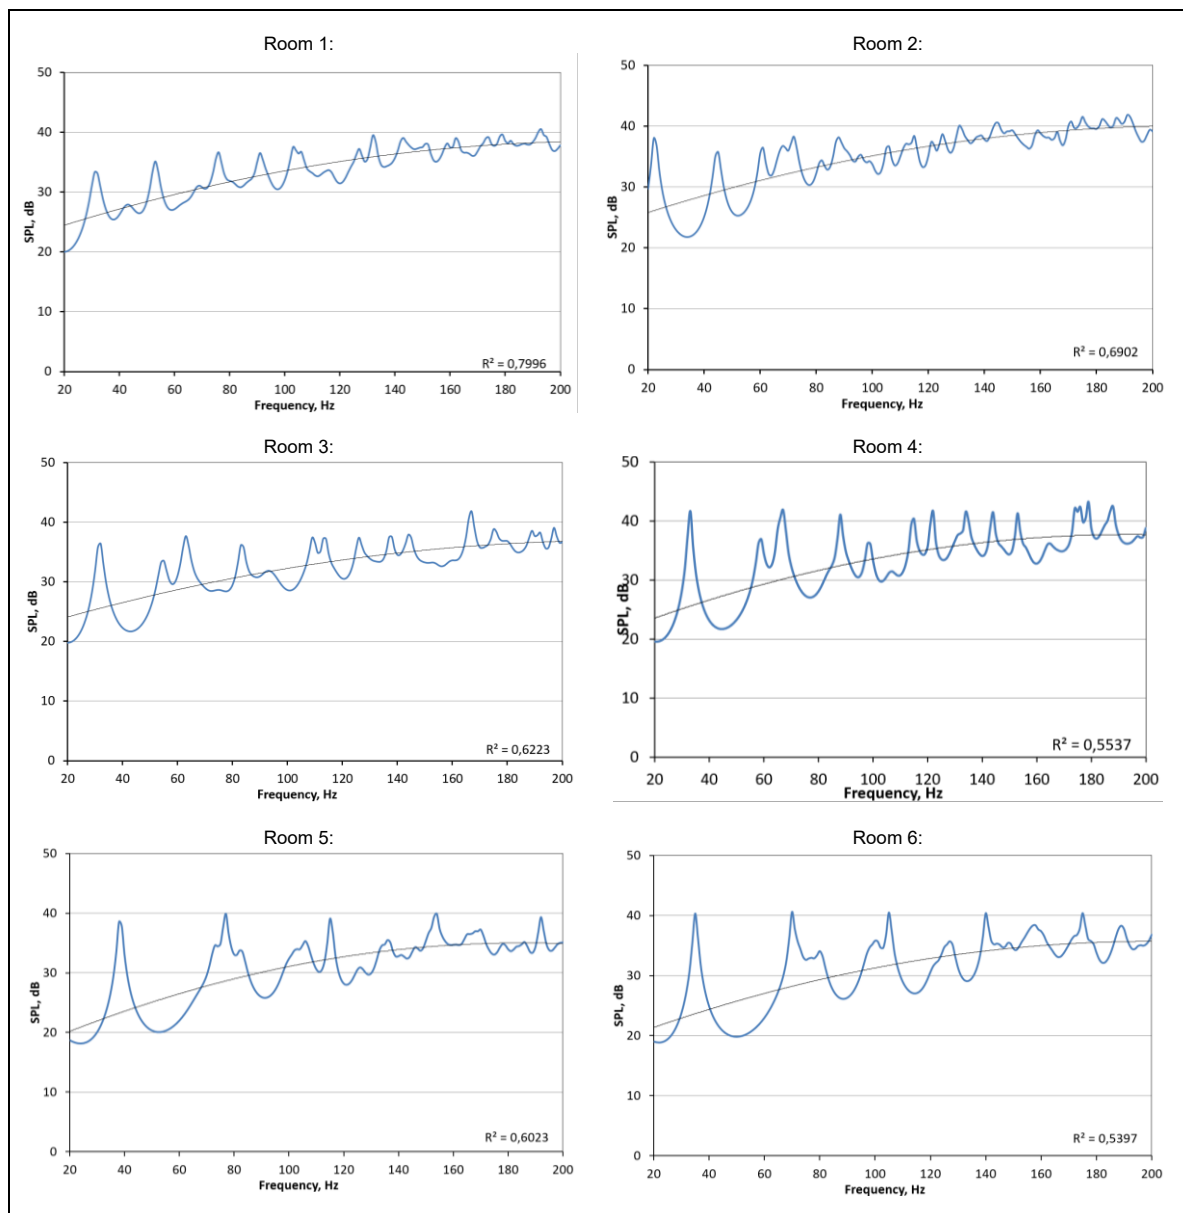 Room 1:
50
40
30
20
10
0
SPL, dB
R² = 0,7996
20 40 60 80 100 120 140 160 180 200
Frequency, Hz
Room 2:
50
40
30
20
10
0
SPL, dB
R² = 0,6902
20 40 60 80 100 120 140 160 180 200
Frequency, Hz
Room 3:
50
40
30
20
10
0
SPL, dB
R² = 0,6223
20 40 60 80 100 120 140 160 180 200
Frequency, Hz
Room 4:
50
40
30
20
10
0
SPL, dB
R² = 0,5537
20 40 60 80 100 120 140 160 180 200
Frequency, Hz
Room 5:
50
40
30
20
10
0
SPL, dB
R² = 0,6023
20 40 60 80 100 120 140 160 180 200
Frequency, Hz
Room 6:
50
40
30
20
10
0
SPL, dB
R² = 0,5397
20 40 60 80 100 120 140 160 180 200
Frequency, Hz